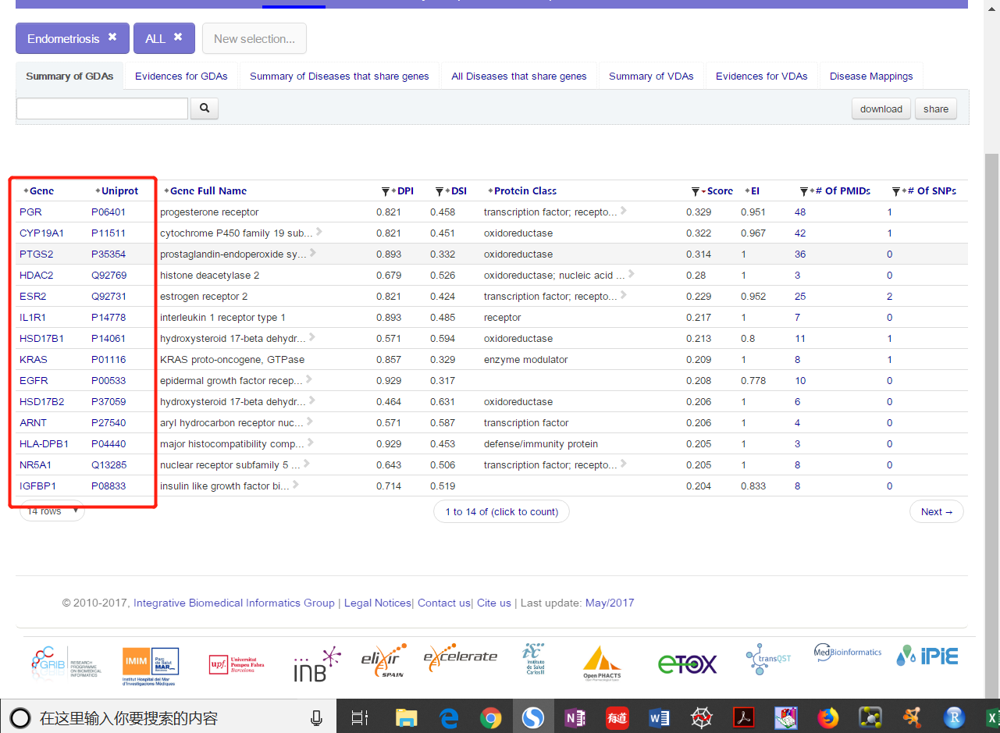 Endometriosis ✖ ALL ✖ New selection...
Summary of GDAs Evidences for GDAs Summary of Diseases that share genes All Diseases that share genes Summary of VDAs Evidences for VDAs Disease Mappings
download share
Gene Uniprot Gene Full Name DPI DSI Protein Class Score EI # Of PMIDs # Of SNPs
PGR P06401 progesterone receptor 0.821 0.458 transcription factor; recepto... 0.329 0.951 48 1
CYP19A1 P11511 cytochrome P450 family 19 sub... 0.821 0.451 oxidoreductase 0.322 0.967 42 1
PTGS2 P35354 prostaglandin-endoperoxide sy... 0.893 0.332 oxidoreductase 0.314 1 36 0
HDAC2 Q92769 histone deacetylase 2 0.679 0.526 oxidoreductase; nucleic acid ... 0.28 1 3 0
ESR2 Q92731 estrogen receptor 2 0.821 0.424 transcription factor; recepto... 0.229 0.952 25 2
IL1R1 P14778 interleukin 1 receptor type 1 0.893 0.485 receptor 0.217 1 7 0
HSD17B1 P14061 hydroxysteroid 17-beta dehydr... 0.571 0.594 oxidoreductase 0.213 0.8 11 1
KRAS P01116 KRAS proto-oncogene, GTPase 0.857 0.329 enzyme modulator 0.209 1 8 1
EGFR P00533 epidermal growth factor recep... 0.929 0.317 0.208 0.778 10 0
HSD17B2 P37059 hydroxysteroid 17-beta dehydr... 0.464 0.631 oxidoreductase 0.206 1 6 0
ARNT P27540 aryl hydrocarbon receptor nuc... 0.571 0.587 transcription factor 0.206 1 4 0
HLA-DPB1 P04440 major histocompatibility comp... 0.929 0.453 defense/immunity protein 0.205 1 3 0
NR5A1 Q13285 nuclear receptor subfamily 5 ... 0.643 0.506 transcription factor; recepto... 0.205 1 8 0
IGFBP1 P08833 insulin like growth factor bi... 0.714 0.519 0.204 0.833 8 0
14 rows 1 to 14 of (click to count) Next →
© 2010-2017, Integrative Biomedical Informatics Group | Legal Notices| Contact us| Cite us | Last update: May/2017
GRIB RESEARCH PROGRAMME ON BIOMEDICAL INFORMATICS
IMIM Parc de Salut MAR Barcelona
Institut Hospital del Mar d'Investigacions Mèdiques
upf. Universitat Pompeu Fabra Barcelona
inB
elixir SPAIN
excelerate
isc Instituto de Salud Carlos III
Open PHACTS
eTOX
transQST
MedBioinformatics
iPiE
在这里输入你要搜索的内容
有道